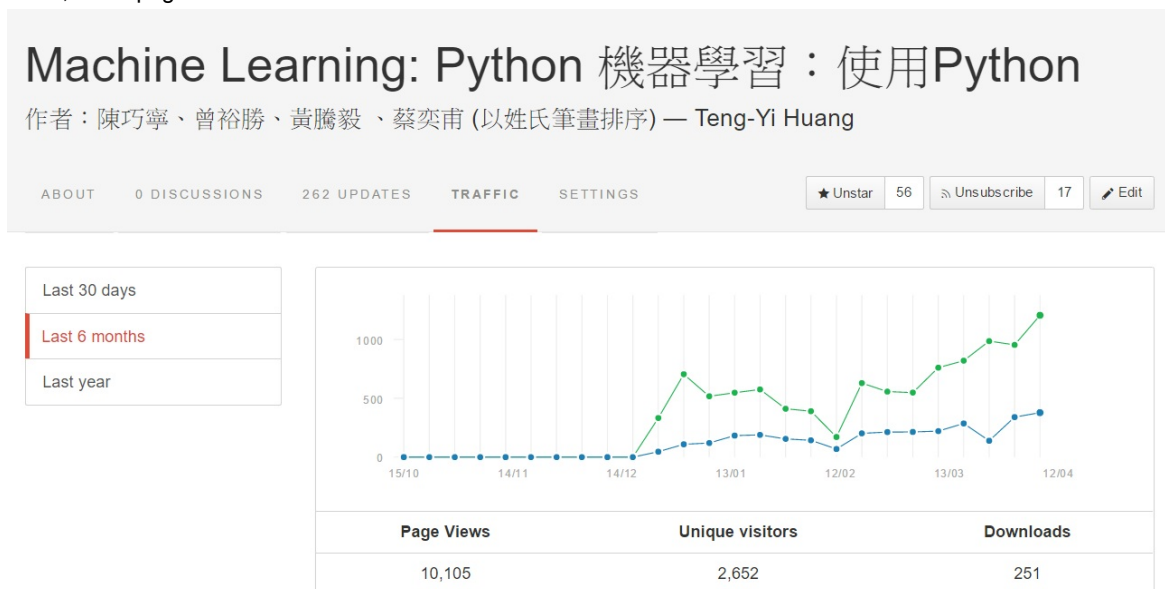 Machine Learning: Python 機器學習：使用Python
作者：陳巧寧、曾裕勝、黃騰毅 、蔡奕甫 (以姓氏筆畫排序) — Teng-Yi Huang
ABOUT 0 DISCUSSIONS 262 UPDATES TRAFFIC SETTINGS Unstar 56 Unsubscribe 17 Edit
Last 30 days
Last 6 months
Last year
1000
500
0
15/10 14/11 14/12 13/01 12/02 13/03 12/04
Page Views Unique visitors Downloads
10,105 2,652 251